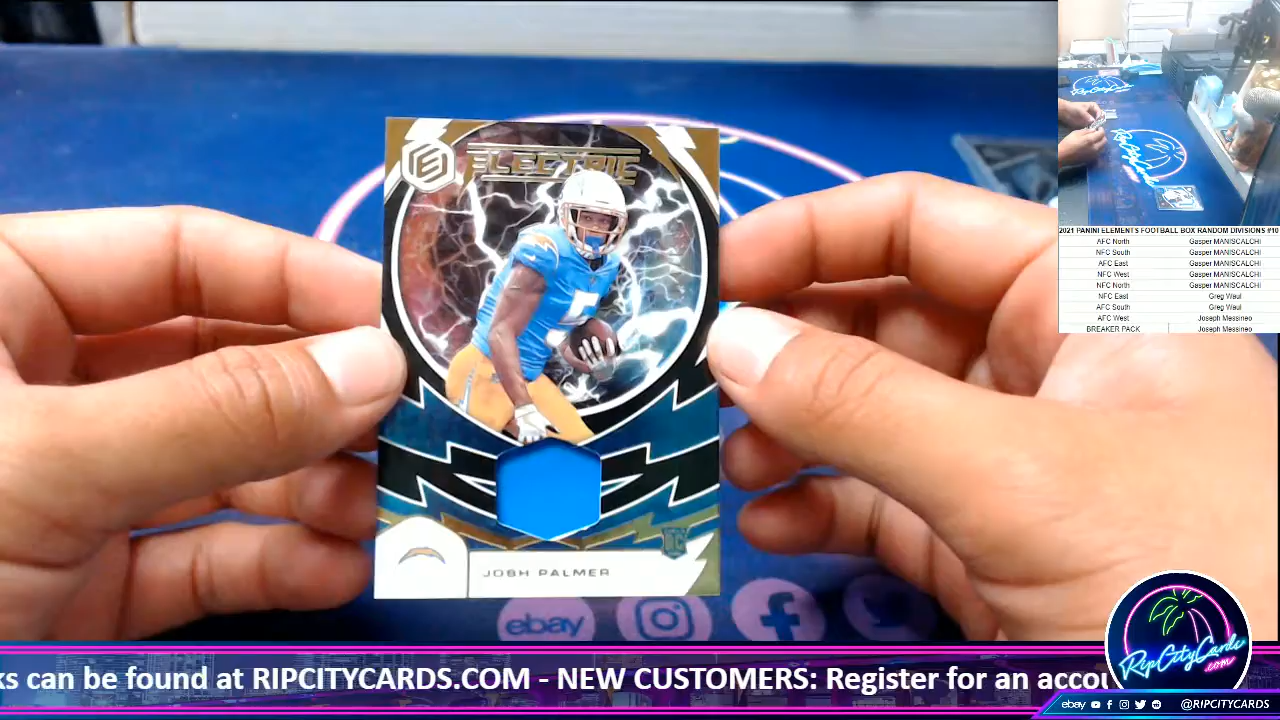 ELECTRIC
E
5
RC
JOSH PALMER
ebay
RipCityCards
2021 PANINI ELEMENTS FOOTBALL BOX RANDOM DIVISIONS #10
AFC North Gasper MANISCALCHI
NFC South Gasper MANISCALCHI
AFC East Gasper MANISCALCHI
NFC West Gasper MANISCALCHI
NFC North Gasper MANISCALCHI
NFC East Greg Waul
AFC South Greg Waul
AFC West Joseph Messineo
BREAKER PACK Joseph Messineo
ks can be found at RIPCITYCARDS.COM - NEW CUSTOMERS: Register for an accou
RipCityCards
.com
ebay @RIPCITYCARDS